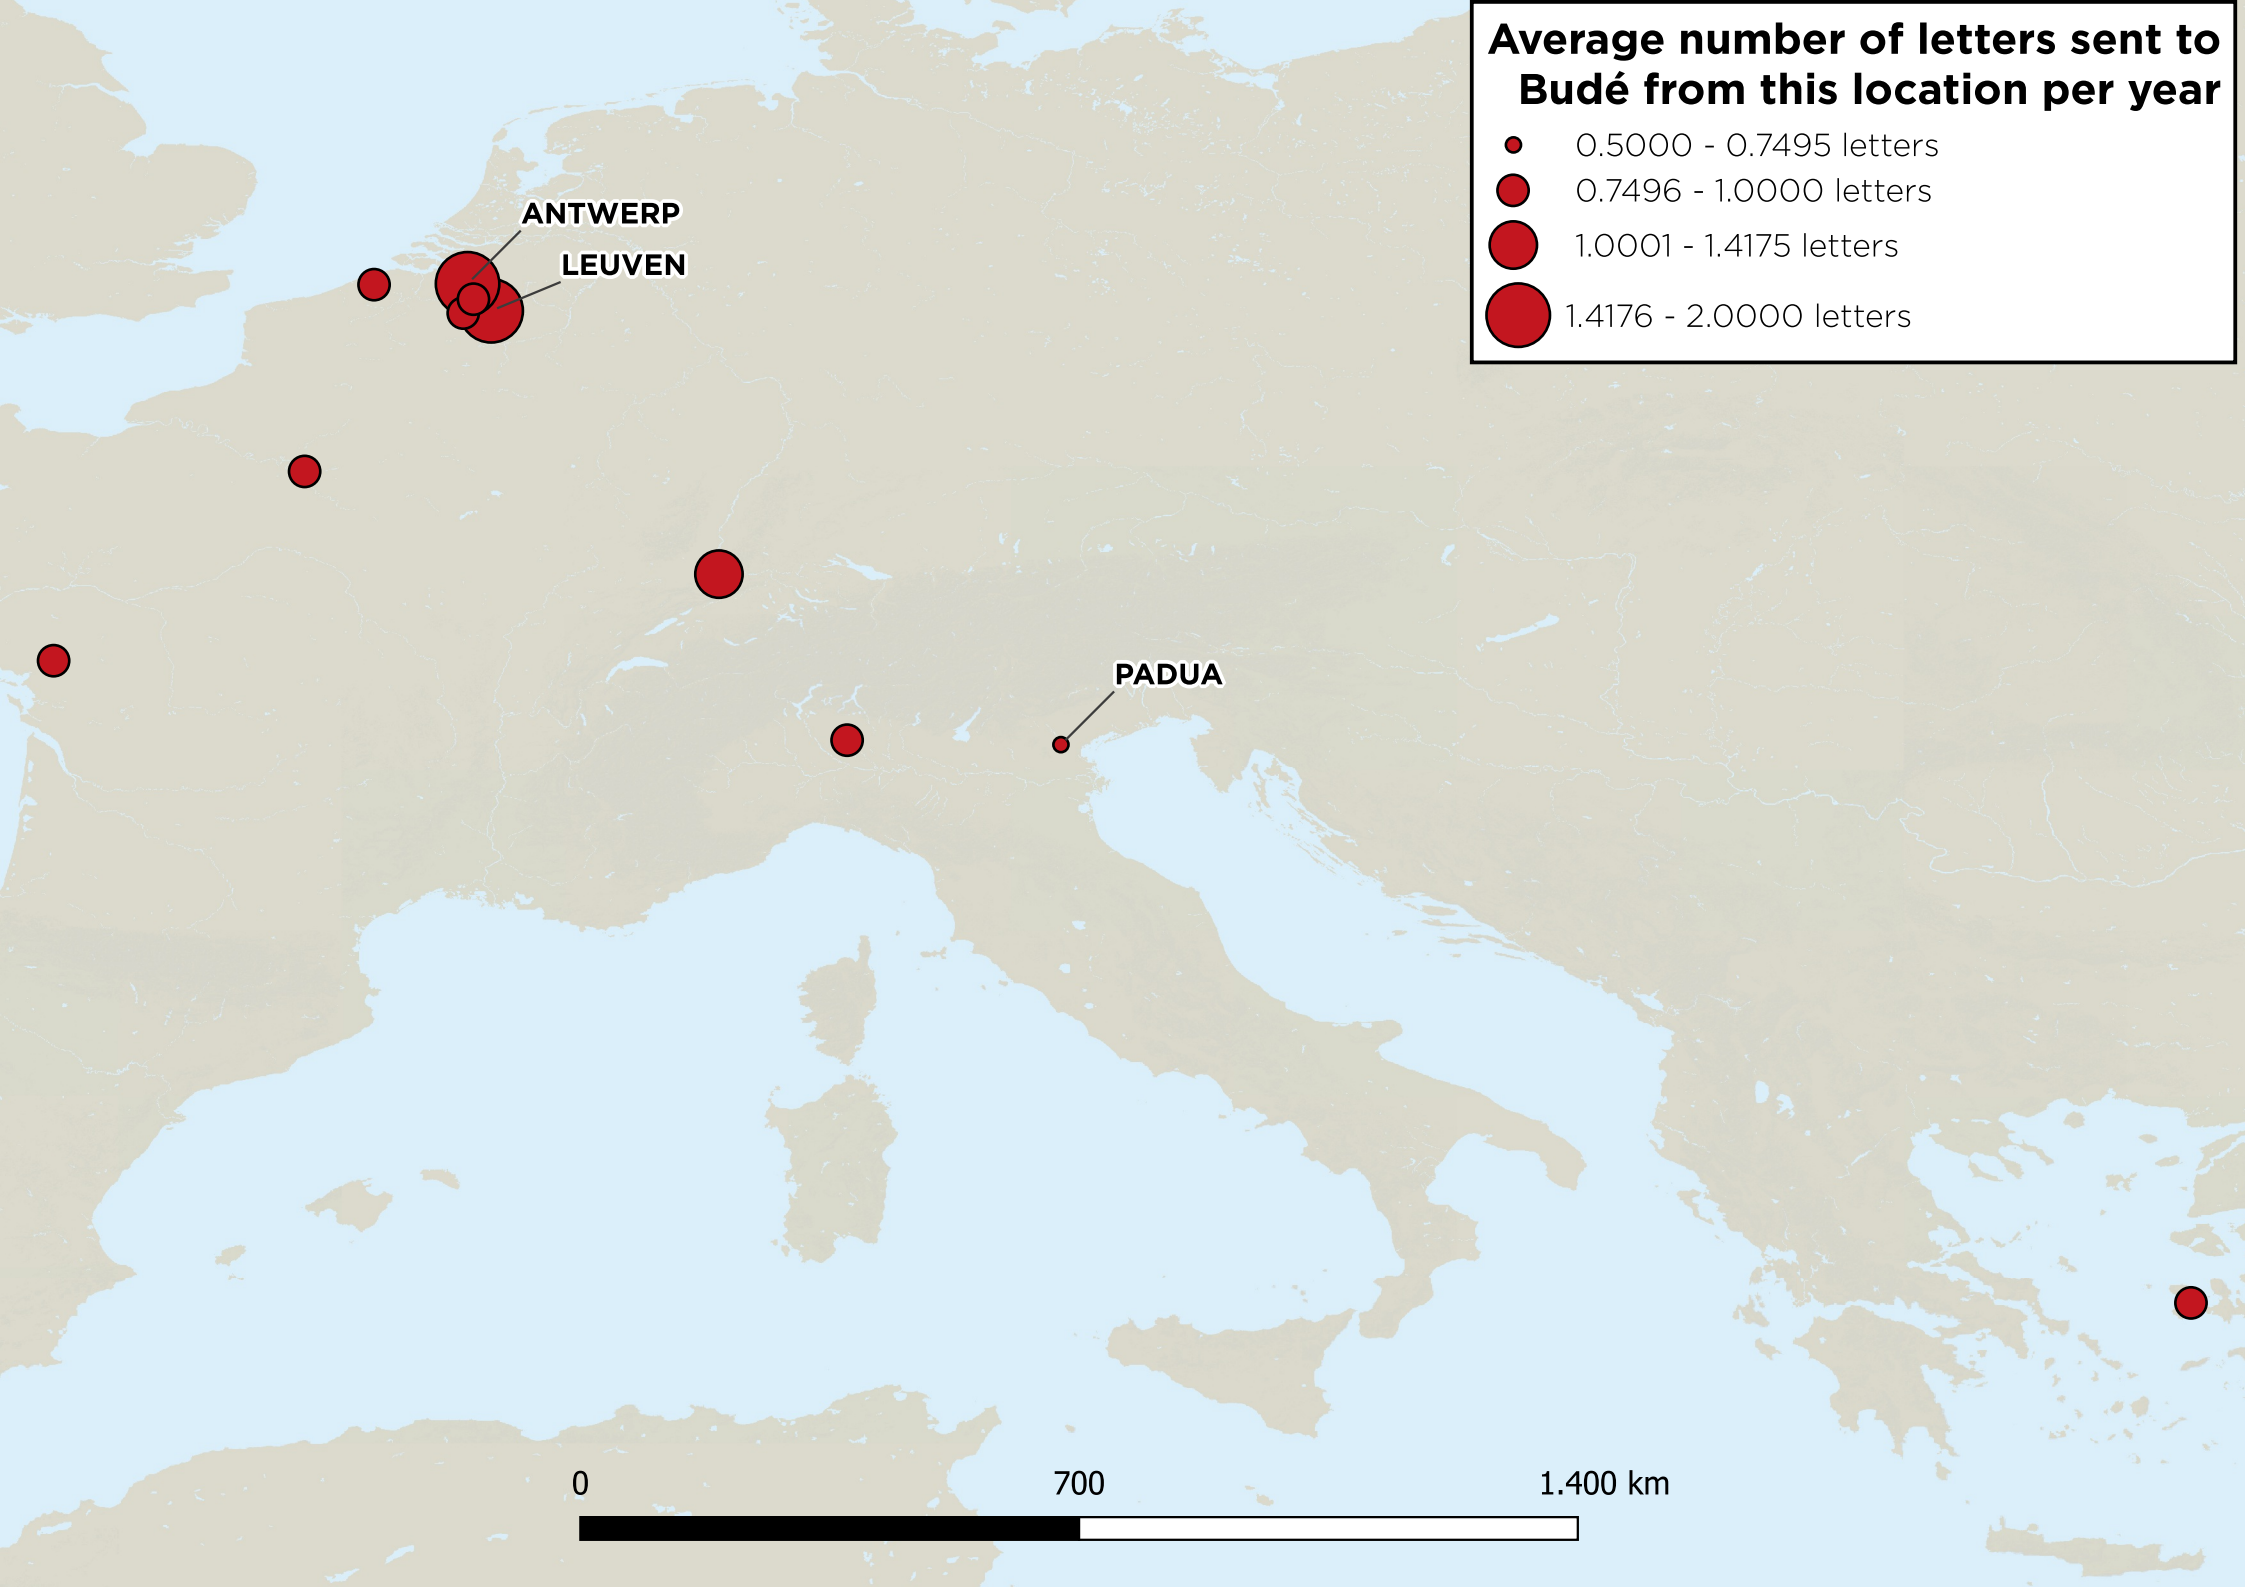 Average number of letters sent to
Budé from this location per year
0.5000 - 0.7495 letters
0.7496 - 1.0000 letters
1.0001 - 1.4175 letters
1.4176 - 2.0000 letters
ANTWERP
LEUVEN
PADUA
0 700 1.400 km